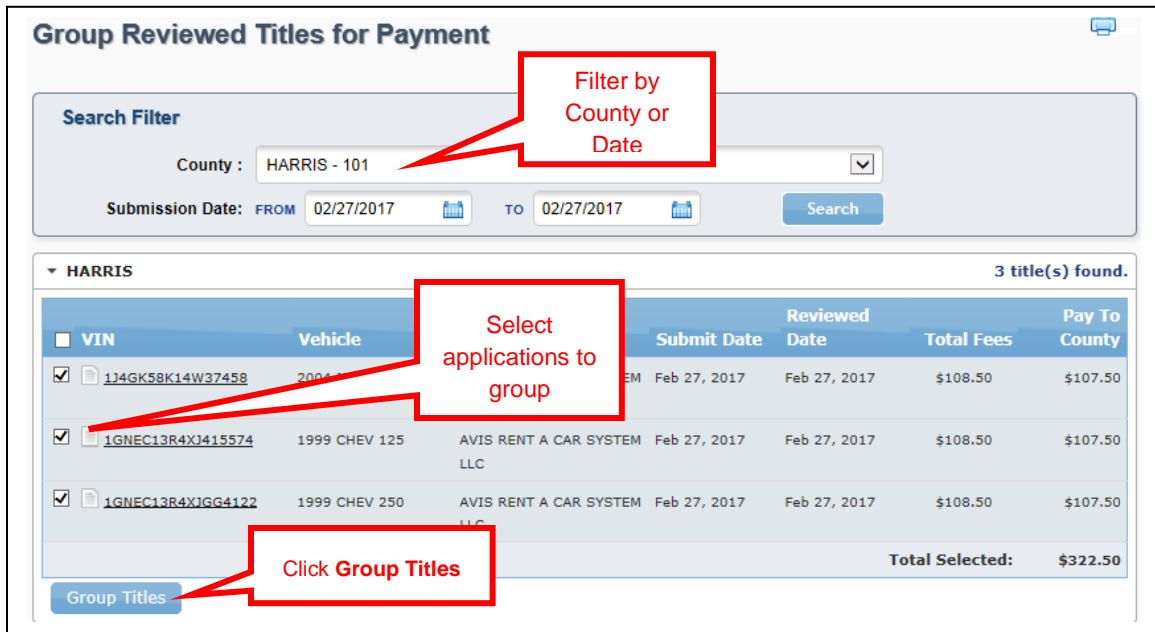 Group Reviewed Titles for Payment
Filter by
County or
Date
Search Filter
County : HARRIS - 101
Submission Date: FROM 02/27/2017 TO 02/27/2017 Search
HARRIS 3 title(s) found.
Select
applications to
group
Reviewed Pay To
VIN Vehicle Submit Date Date Total Fees County
1J4GK58K14W37458 2004 EM Feb 27, 2017 Feb 27, 2017 $108.50 $107.50
1GNEC13R4XJ415574 1999 CHEV 125 AVIS RENT A CAR SYSTEM Feb 27, 2017 Feb 27, 2017 $108.50 $107.50
LLC
1GNEC13R4XJGG4122 1999 CHEV 250 AVIS RENT A CAR SYSTEM Feb 27, 2017 Feb 27, 2017 $108.50 $107.50
Total Selected: $322.50
Click Group Titles
Group Titles